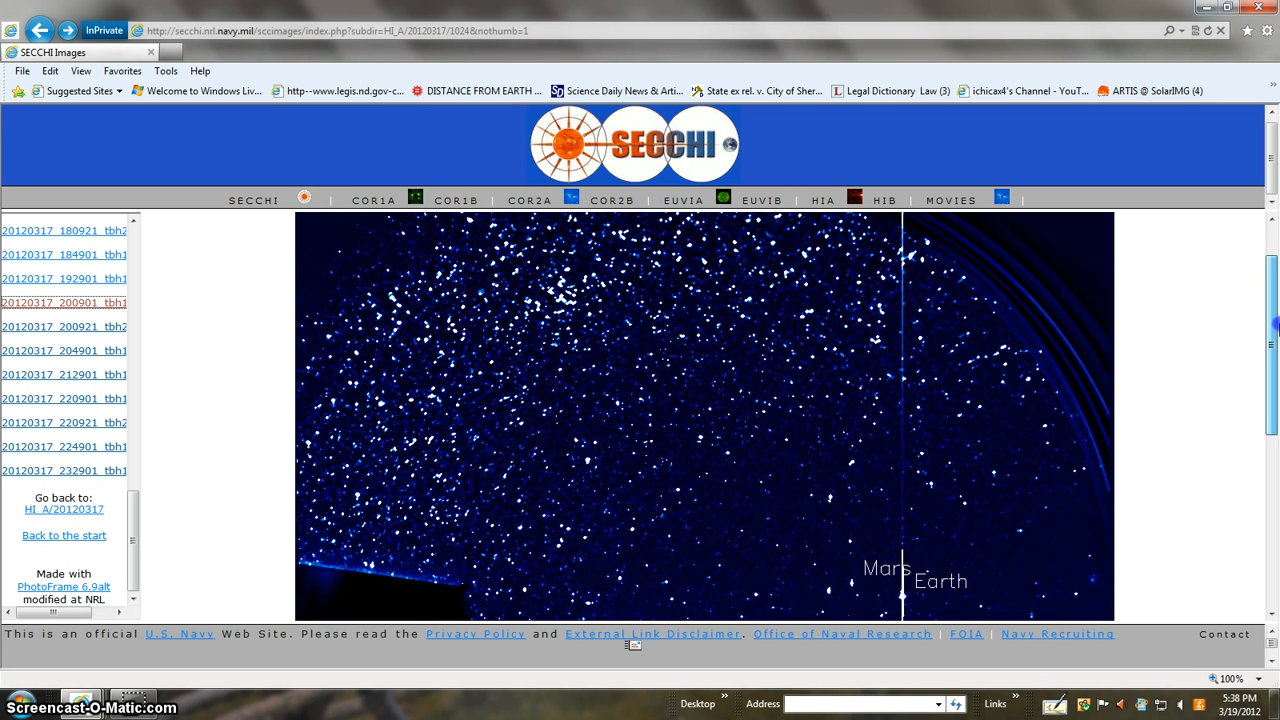 InPrivate
http://secchi.nrl.navy.mil/sccimages/index.php?subdir=HI_A/20120317/1024&nothumb=1
SECCHI Images
File Edit View Favorites Tools Help
Suggested Sites Welcome to Windows Liv... http--www.legis.nd.gov-c... DISTANCE FROM EARTH ... Science Daily News & Arti... State ex rel. v. City of Sher... Legal Dictionary Law (3) ichicax4's Channel - YouT... ARTIS @ SolarIMG (4)
SECCHI
SECCHI | COR1A COR1B | COR2A COR2B | EUVIA EUVIB | HIA HIB | MOVIES |
20120317_180921_tbh2
20120317_184901_tbh1
20120317_192901_tbh1
20120317_200901_tbh1
20120317_200921_tbh2
20120317_204901_tbh1
20120317_212901_tbh1
20120317_220901_tbh1
20120317_220921_tbh2
20120317_224901_tbh1
20120317_232901_tbh1
Go back to:
HI_A/20120317
Back to the start
Made with
PhotoFrame 6.9alt
modified at NRL
Mars
Earth
This is an official U.S. Navy Web Site. Please read the Privacy Policy and External Link Disclaimer. Office of Naval Research | FOIA | Navy Recruiting Contact
100%
Desktop » Address Links »
5:38 PM
3/19/2012
Screencast-O-Matic.com